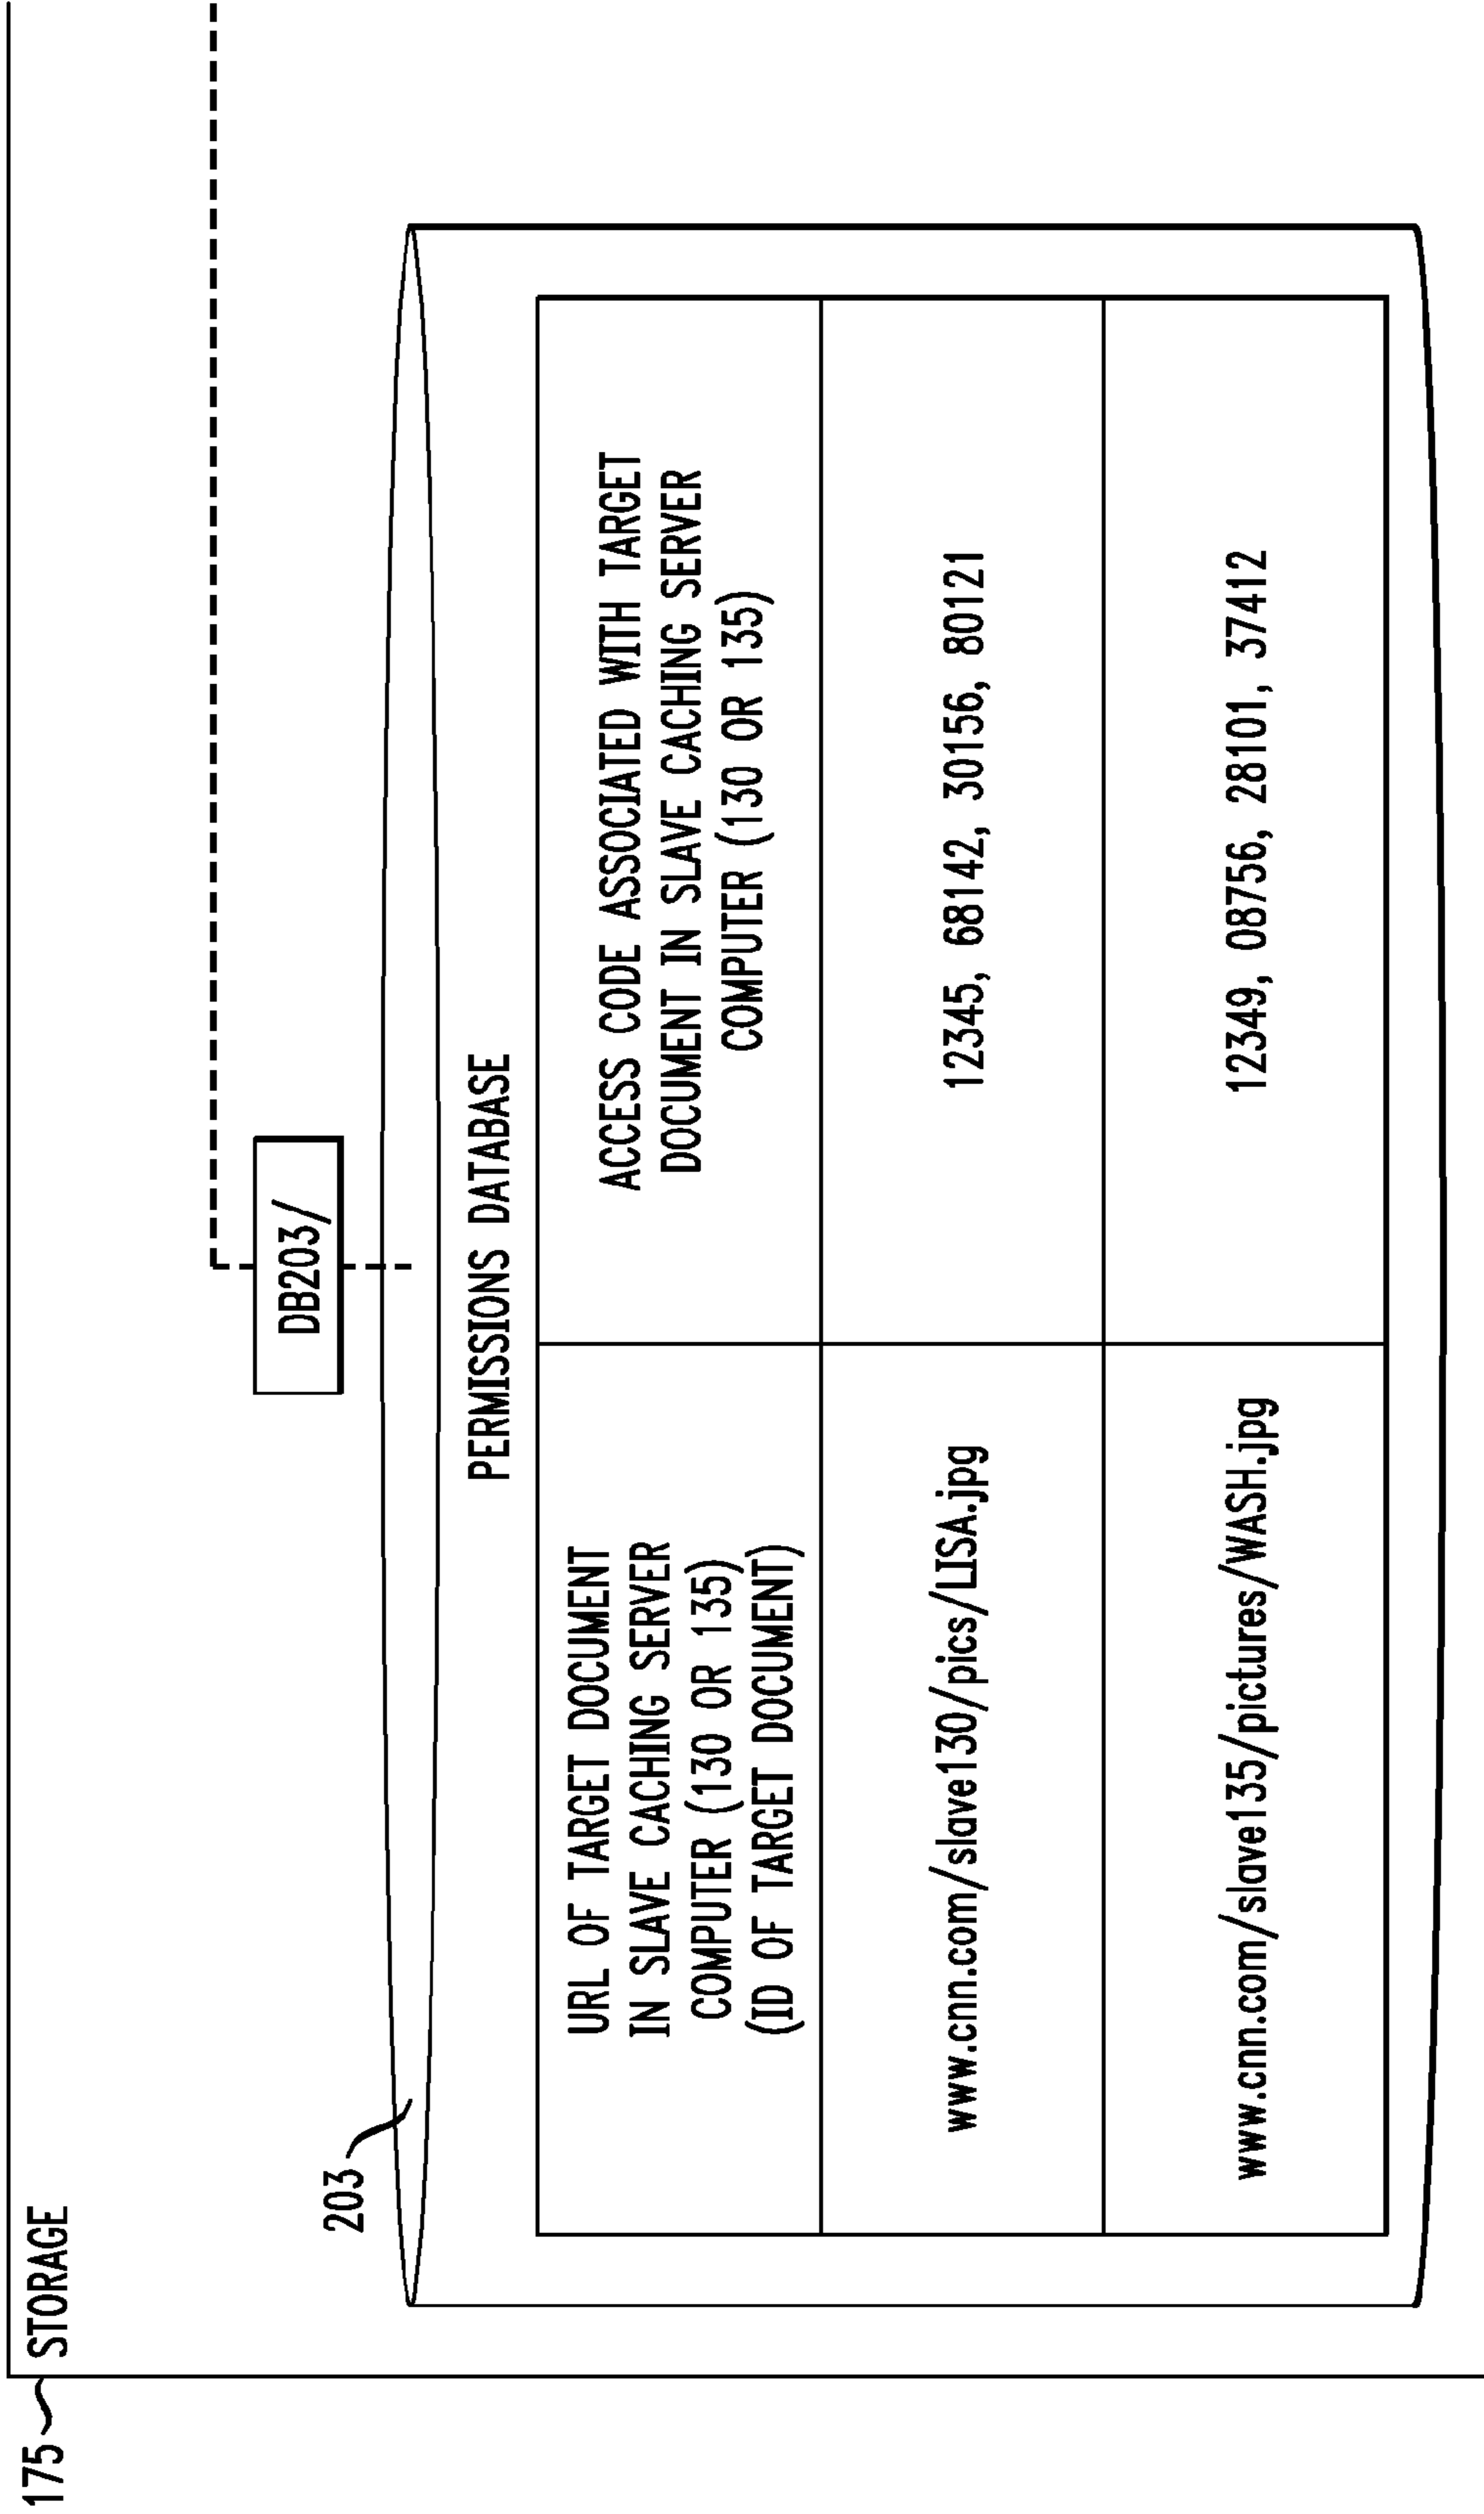 175
STORAGE
DB203/
203
PERMISSIONS DATABASE
URL OF TARGET DOCUMENT
IN SLAVE CACHING SERVER
COMPUTER (130 OR 135)
(ID OF TARGET DOCUMENT)
ACCESS CODE ASSOCIATED WITH TARGET
DOCUMENT IN SLAVE CACHING SERVER
COMPUTER (130 OR 135)
www.cnn.com/slave130/pics/LISA.jpg
12345, 68142, 30156, 80121
www.cnn.com/slave135/pictures/WASH.jpg
12349, 08756, 28101, 37412